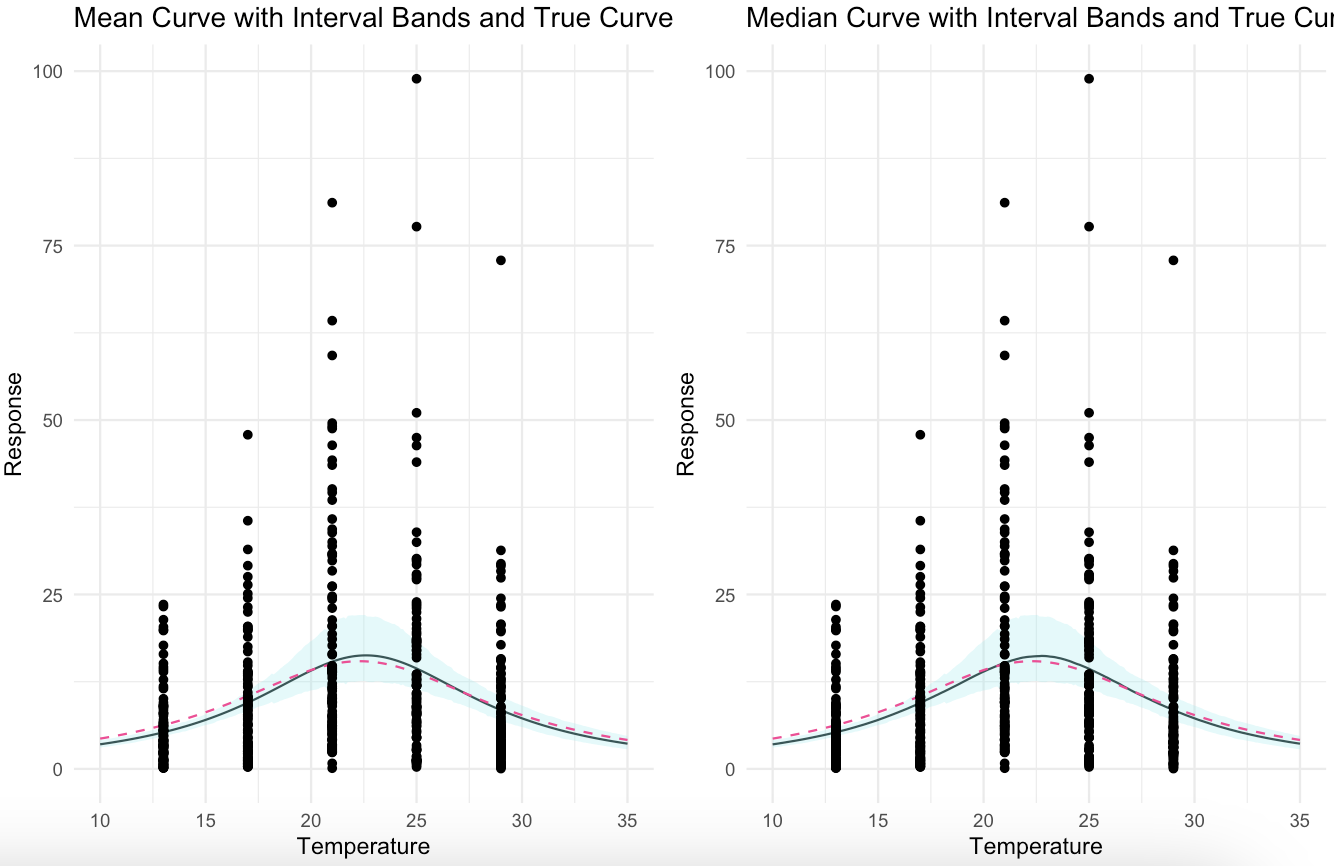 Mean Curve with Interval Bands and True Curve
100
75
50
25
0
Response
10 15 20 25 30 35
Temperature
Median Curve with Interval Bands and True Cur
100
75
50
25
0
Response
10 15 20 25 30 35
Temperature